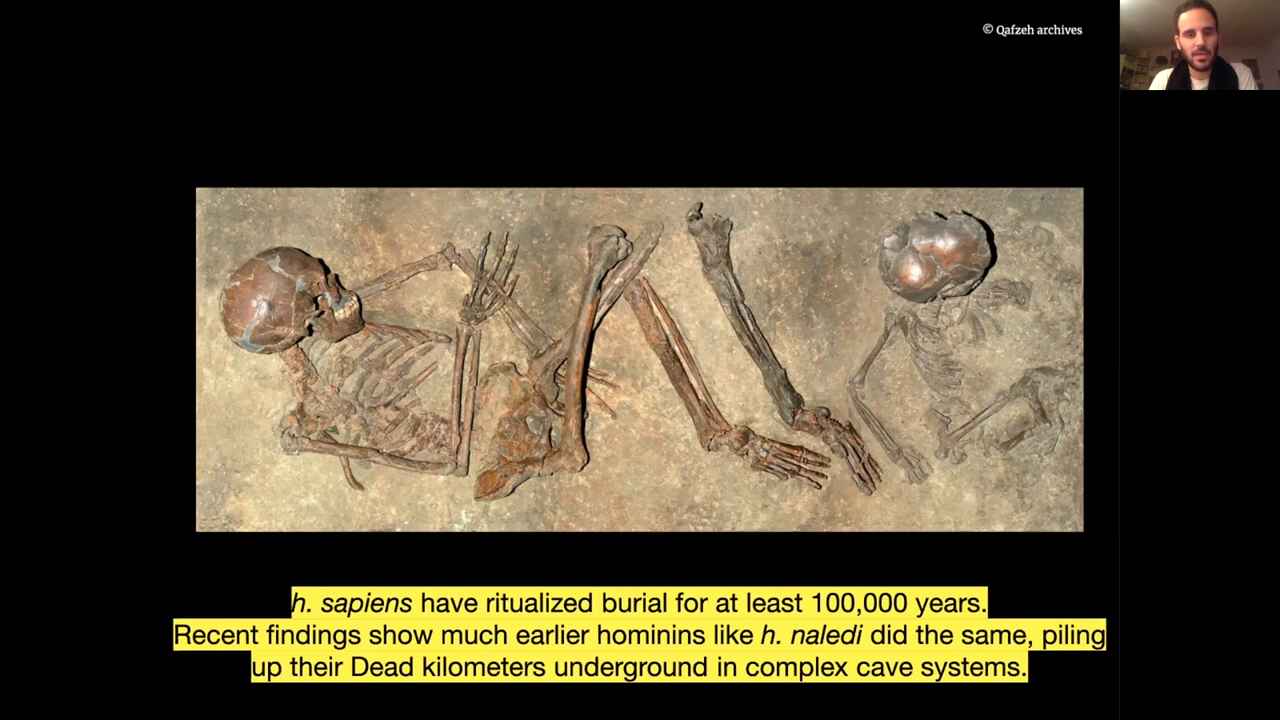 © Qafzeh archives
h. sapiens have ritualized burial for at least 100,000 years.
Recent findings show much earlier hominins like h. naledi did the same, piling
up their Dead kilometers underground in complex cave systems.